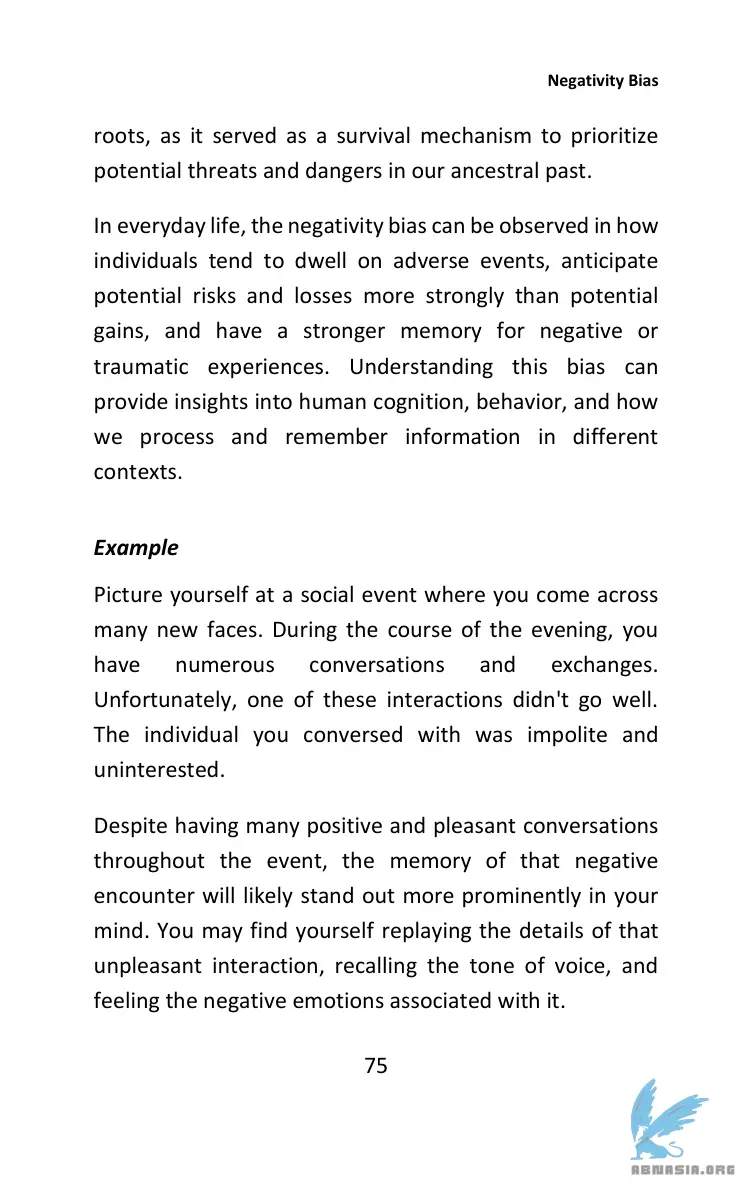 Negativity Bias
roots, as it served as a survival mechanism to prioritize
potential threats and dangers in our ancestral past.
In everyday life, the negativity bias can be observed in how
individuals tend to dwell on adverse events, anticipate
potential risks and losses more strongly than potential
gains, and have a stronger memory for negative or
traumatic experiences. Understanding this bias can
provide insights into human cognition, behavior, and how
we process and remember information in different
contexts.
Example
Picture yourself at a social event where you come across
many new faces. During the course of the evening, you
have numerous conversations and exchanges.
Unfortunately, one of these interactions didn't go well.
The individual you conversed with was impolite and
uninterested.
Despite having many positive and pleasant conversations
throughout the event, the memory of that negative
encounter will likely stand out more prominently in your
mind. You may find yourself replaying the details of that
unpleasant interaction, recalling the tone of voice, and
feeling the negative emotions associated with it.
75
ABNASIA.ORG